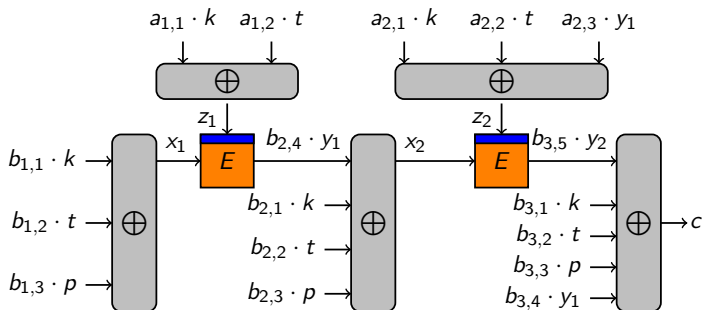 a₁,₁ · k a₁,₂ · t a₂,₁ · k a₂,₂ · t a₂,₃ · y₁
⊕ ⊕
z₁ z₂
x₁ b₂,₄ · y₁ x₂ b₃,₅ · y₂
b₁,₁ · k E E
b₂,₁ · k b₃,₁ · k
b₁,₂ · t ⊕ ⊕ b₃,₂ · t ⊕ c
b₂,₂ · t
b₃,₃ · p
b₁,₃ · p b₂,₃ · p b₃,₄ · y₁